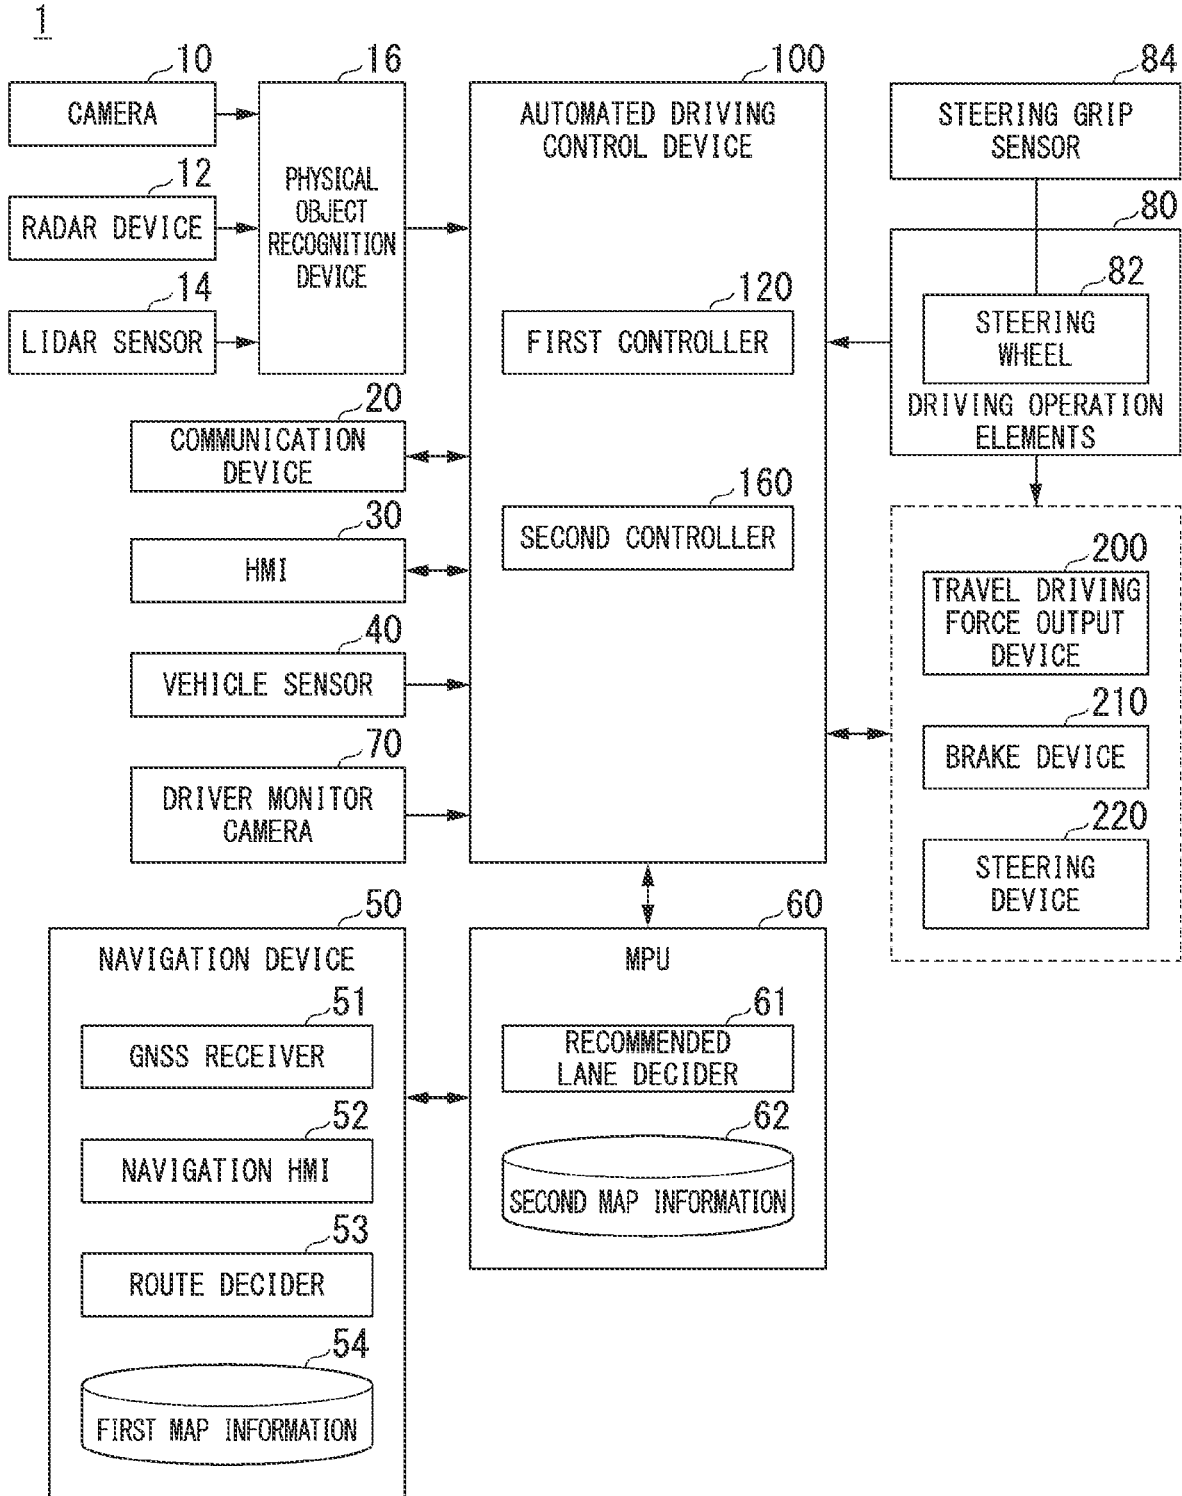 1
10
CAMERA
12
RADAR DEVICE
14
LIDAR SENSOR
16
PHYSICAL
OBJECT
RECOGNITION
DEVICE
20
COMMUNICATION
DEVICE
30
HMI
40
VEHICLE SENSOR
70
DRIVER MONITOR
CAMERA
100
AUTOMATED DRIVING
CONTROL DEVICE
120
FIRST CONTROLLER
160
SECOND CONTROLLER
84
STEERING GRIP
SENSOR
80
82
STEERING
WHEEL
DRIVING OPERATION
ELEMENTS
200
TRAVEL DRIVING
FORCE OUTPUT
DEVICE
210
BRAKE DEVICE
220
STEERING
DEVICE
50
NAVIGATION DEVICE
51
GNSS RECEIVER
52
NAVIGATION HMI
53
ROUTE DECIDER
54
FIRST MAP INFORMATION
60
MPU
61
RECOMMENDED
LANE DECIDER
62
SECOND MAP INFORMATION